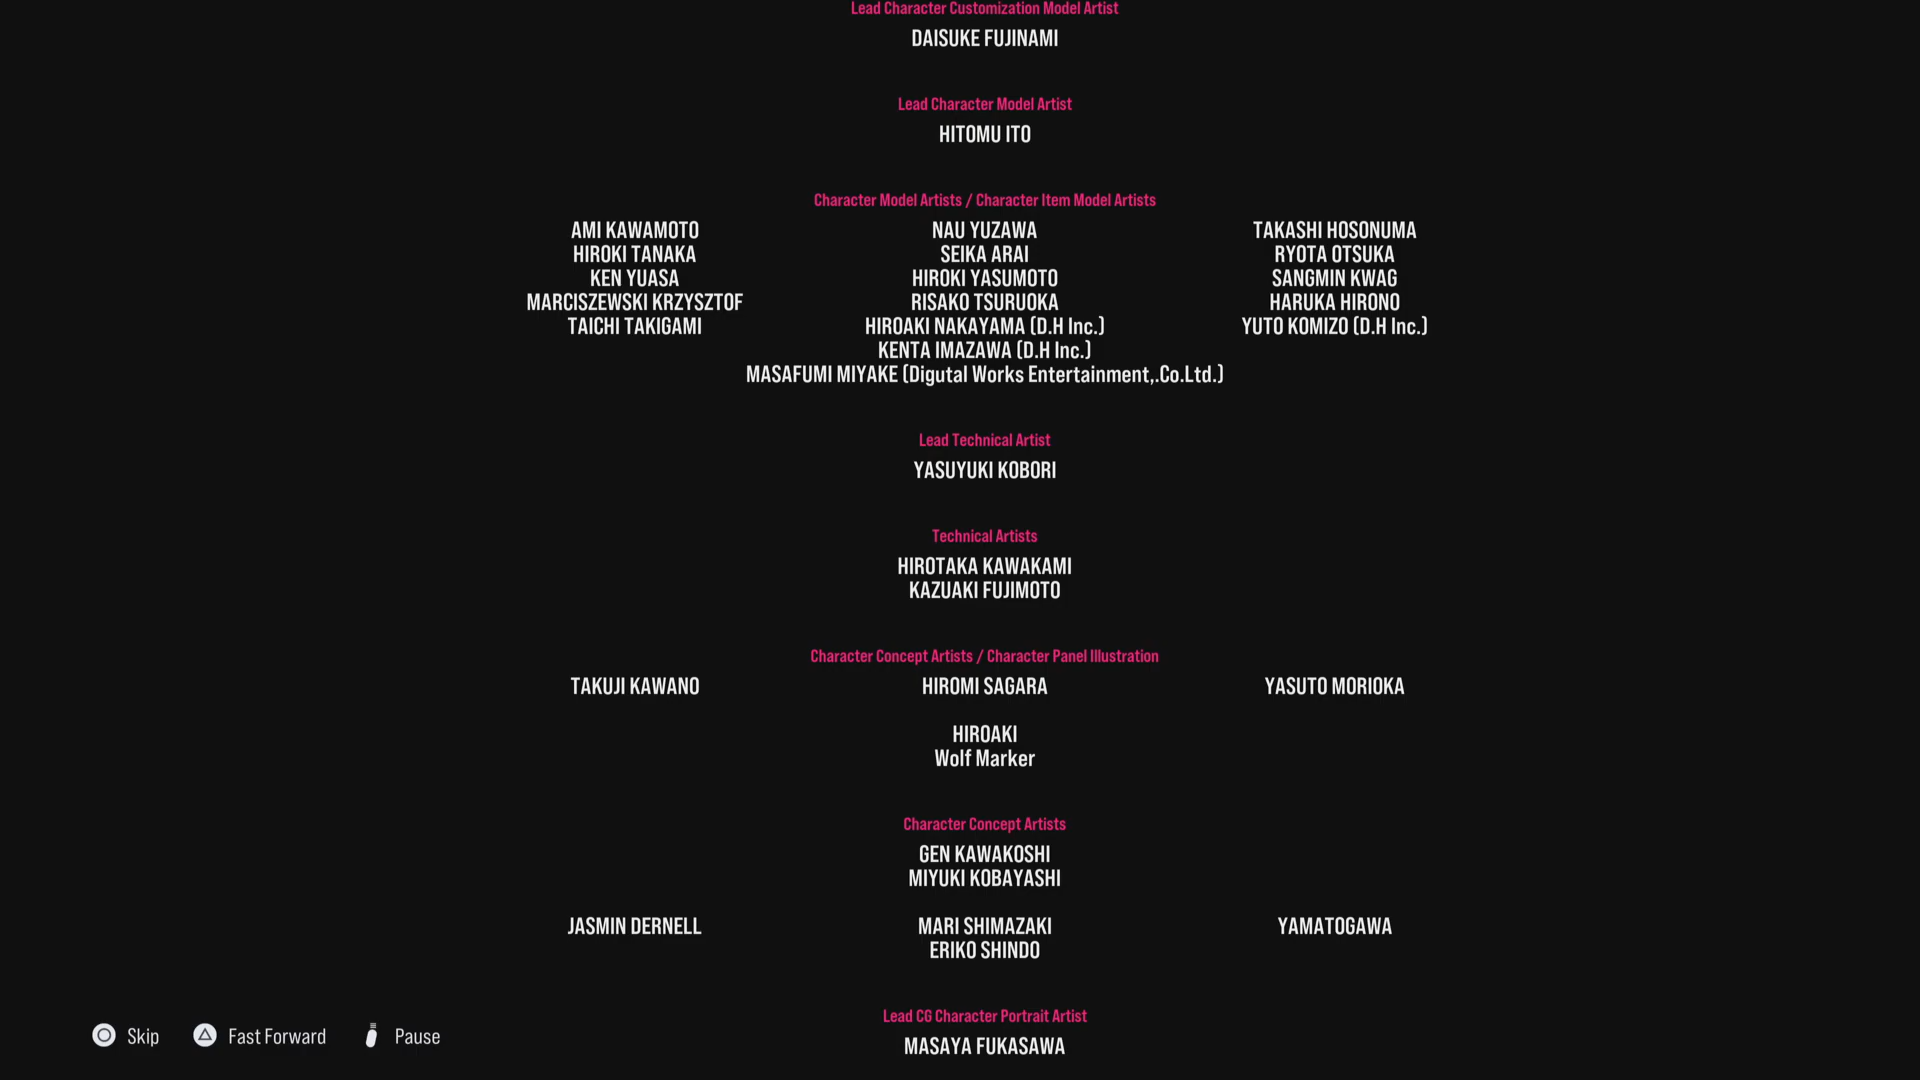 Lead Character Customization Model Artist
DAISUKE FUJINAMI
Lead Character Model Artist
HITOMU ITO
Character Model Artists / Character Item Model Artists
AMI KAWAMOTO NAU YUZAWA TAKASHI HOSONUMA
HIROKI TANAKA SEIKA ARAI RYOTA OTSUKA
KEN YUASA HIROKI YASUMOTO SANGMIN KWAG
MARCISZEWSKI KRZYSZTOF RISAKO TSURUOKA HARUKA HIRONO
TAICHI TAKIGAMI HIROAKI NAKAYAMA (D.H Inc.) YUTO KOMIZO (D.H Inc.)
KENTA IMAZAWA (D.H Inc.)
MASAFUMI MIYAKE (Digutal Works Entertainment,.Co.Ltd.)
Lead Technical Artist
YASUYUKI KOBORI
Technical Artists
HIROTAKA KAWAKAMI
KAZUAKI FUJIMOTO
Character Concept Artists / Character Panel Illustration
TAKUJI KAWANO HIROMI SAGARA YASUTO MORIOKA
HIROAKI
Wolf Marker
Character Concept Artists
GEN KAWAKOSHI
MIYUKI KOBAYASHI
JASMIN DERNELL MARI SHIMAZAKI YAMATOGAWA
ERIKO SHINDO
Lead CG Character Portrait Artist
MASAYA FUKASAWA
Skip Fast Forward Pause